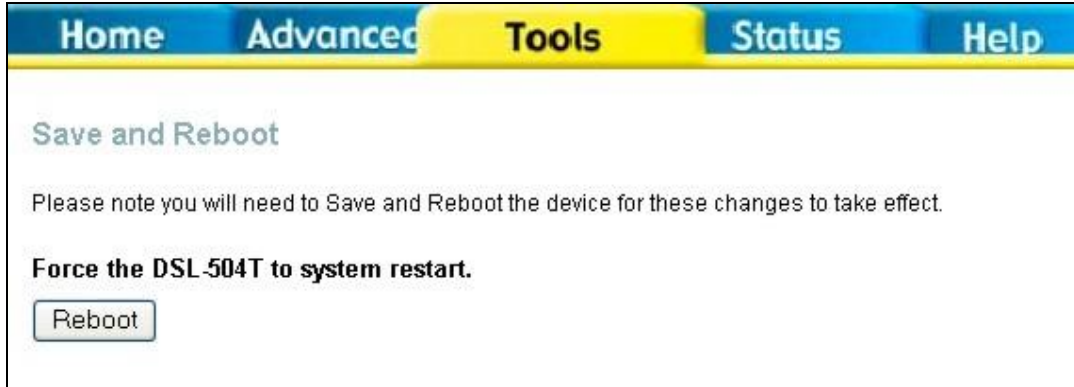 Home Advanced Tools Status Help
Save and Reboot
Please note you will need to Save and Reboot the device for these changes to take effect.
Force the DSL-504T to system restart.
Reboot